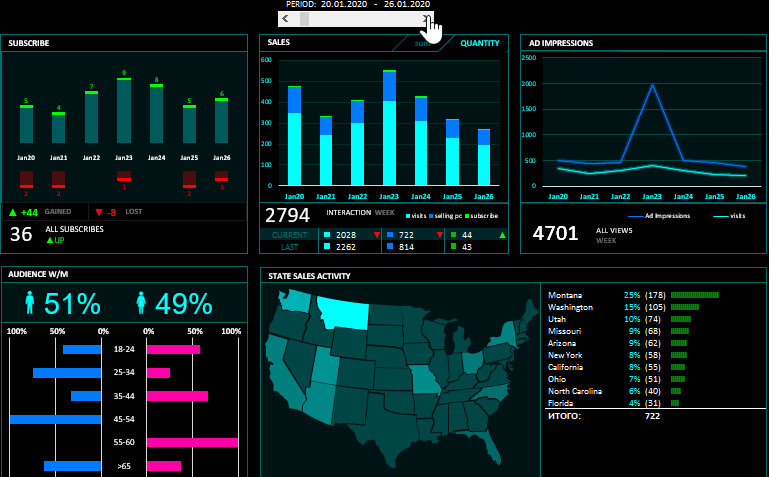 PERIOD: 20.01.2020 - 26.01.2020
SUBSCRIBE
5 4 7 9 8 5 6
Jan20 Jan21 Jan22 Jan23 Jan24 Jan25 Jan26
2 2 1 2 1
+44 GAINED -8 LOST
36 ALL SUBSCRIBES
UP
SALES sum QUANTITY
600
500
400
300
200
100
0
Jan20 Jan21 Jan22 Jan23 Jan24 Jan25 Jan26
2794 INTERACTION WEEK visits selling pc subscribe
CURRENT 2028 722 44
LAST 2262 814 43
AD IMPRESSIONS
2500
2000
1500
1000
500
0
Jan20 Jan21 Jan22 Jan23 Jan24 Jan25 Jan26
Ad Impressions visits
4701 ALL VIEWS
WEEK
AUDIENCE W/M
51% 49%
100% 50% 0% 0% 50% 100%
18-24
25-34
35-44
45-54
55-60
>65
STATE SALES ACTIVITY
Montana 25% (178)
Washington 15% (105)
Utah 10% (74)
Missouri 9% (68)
Arizona 9% (62)
New York 8% (58)
California 8% (55)
Ohio 7% (51)
North Carolina 6% (40)
Florida 4% (31)
ИТОГО: 722